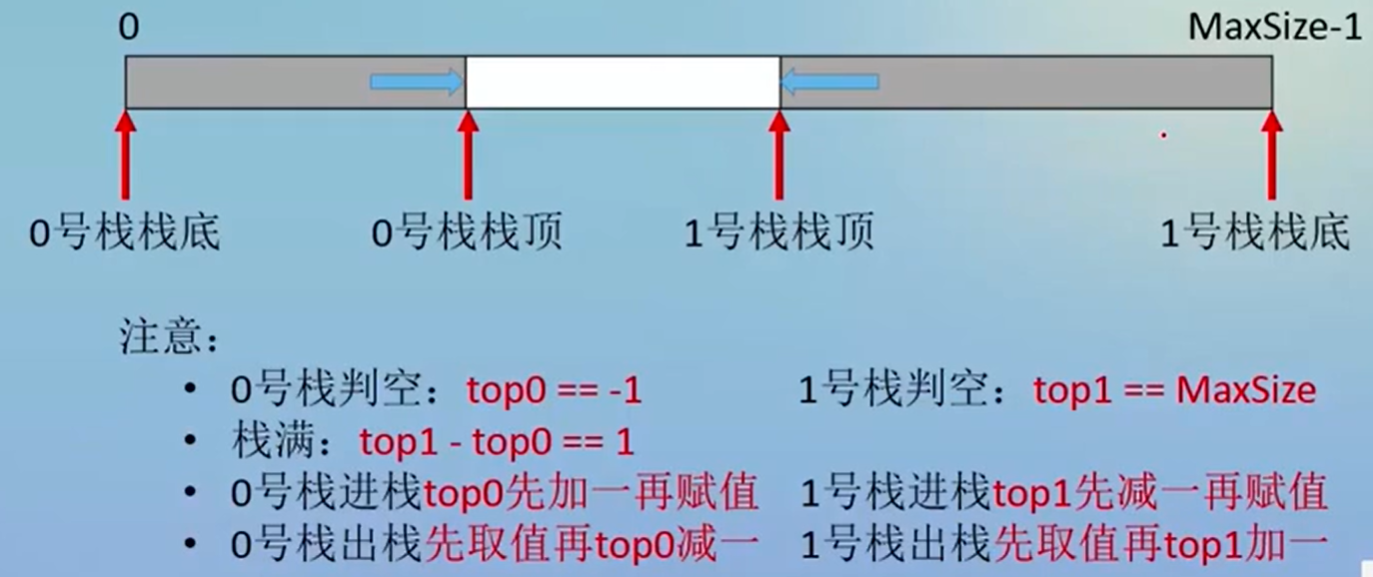 0 MaxSize-1
0号栈栈底 0号栈栈顶 1号栈栈顶 1号栈栈底
注意：
• 0号栈判空：top0 == -1 1号栈判空：top1 == MaxSize
• 栈满：top1 - top0 == 1
• 0号栈进栈top0先加一再赋值 1号栈进栈top1先减一再赋值
• 0号栈出栈先取值再top0减一 1号栈出栈先取值再top1加一